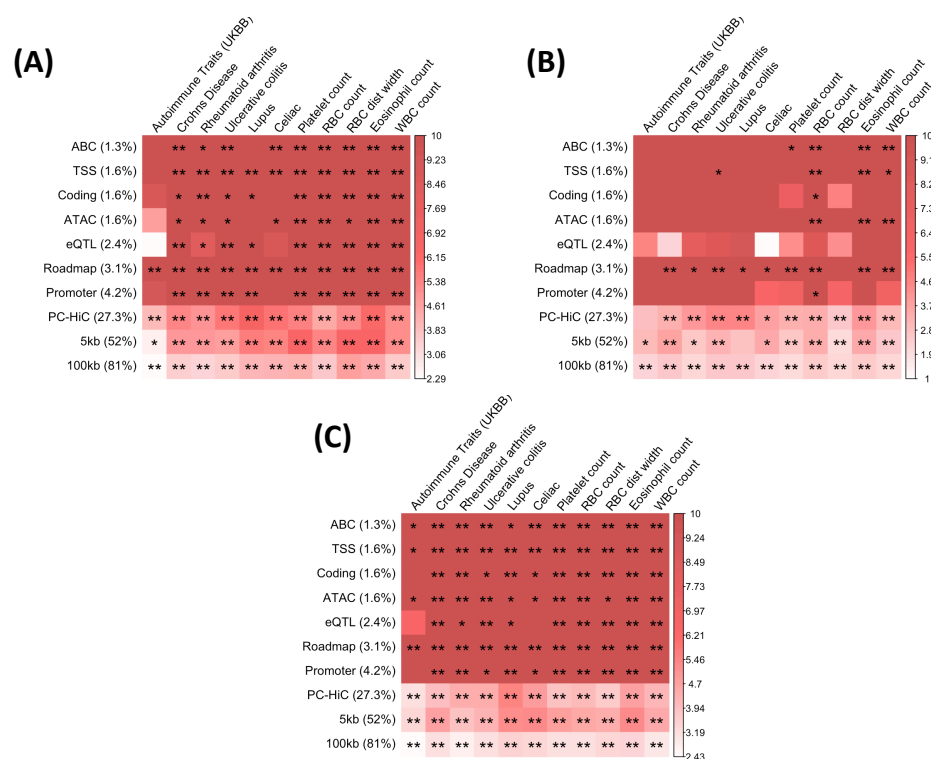 (A)
Autoimmune Traits (UKBB)
Crohns Disease
Rheumatoid arthritis
Ulcerative colitis
Lupus
Celiac
Platelet count
RBC count
RBC dist width
Eosinophil count
WBC count
ABC (1.3%) ** * ** ** ** ** ** ** **
TSS (1.6%) ** ** ** ** ** ** ** ** ** **
Coding (1.6%) * * * * ** ** ** ** **
ATAC (1.6%) * * * * ** ** * ** **
eQTL (2.4%) ** ** ** * ** ** ** ** **
Roadmap (3.1%) ** ** ** ** ** ** ** ** ** ** **
Promoter (4.2%) ** ** ** ** ** ** ** ** **
PC-HiC (27.3%) ** ** ** ** ** ** ** ** ** ** **
5kb (52%) * ** ** ** ** ** ** ** ** ** **
100kb (81%) ** ** ** ** ** ** ** ** ** ** **
10
9.23
8.46
7.69
6.92
6.15
5.38
4.61
3.83
3.06
2.29
(B)
Autoimmune Traits (UKBB)
Crohns Disease
Rheumatoid arthritis
Ulcerative colitis
Lupus
Celiac
Platelet count
RBC count
RBC dist width
Eosinophil count
WBC count
ABC (1.3%) * ** ** **
TSS (1.6%) * ** ** *
Coding (1.6%) *
ATAC (1.6%) ** ** **
eQTL (2.4%)
Roadmap (3.1%) ** * ** * * ** ** ** **
Promoter (4.2%) *
PC-HiC (27.3%) ** ** ** ** * ** ** ** ** **
5kb (52%) * ** * ** * ** ** ** ** **
100kb (81%) ** ** ** ** ** ** ** ** ** ** **
10
1
(C)
Autoimmune Traits (UKBB)
Crohns Disease
Rheumatoid arthritis
Ulcerative colitis
Lupus
Celiac
Platelet count
RBC count
RBC dist width
Eosinophil count
WBC count
ABC (1.3%) * ** ** ** * ** ** ** ** ** **
TSS (1.6%) * ** ** ** ** ** ** ** ** ** **
Coding (1.6%) ** ** * ** * ** ** ** ** **
ATAC (1.6%) * ** ** ** * * ** ** * ** **
eQTL (2.4%) ** * ** * ** ** ** ** **
Roadmap (3.1%) ** ** ** ** ** ** ** ** ** ** **
Promoter (4.2%) ** ** * ** * ** ** ** ** **
PC-HiC (27.3%) ** ** ** ** ** ** ** ** ** ** **
5kb (52%) ** ** ** ** ** ** ** ** ** ** **
100kb (81%) ** ** ** ** ** ** ** ** ** ** **
10
9.24
8.49
7.73
6.97
6.21
5.46
4.7
3.94
3.19
2.43